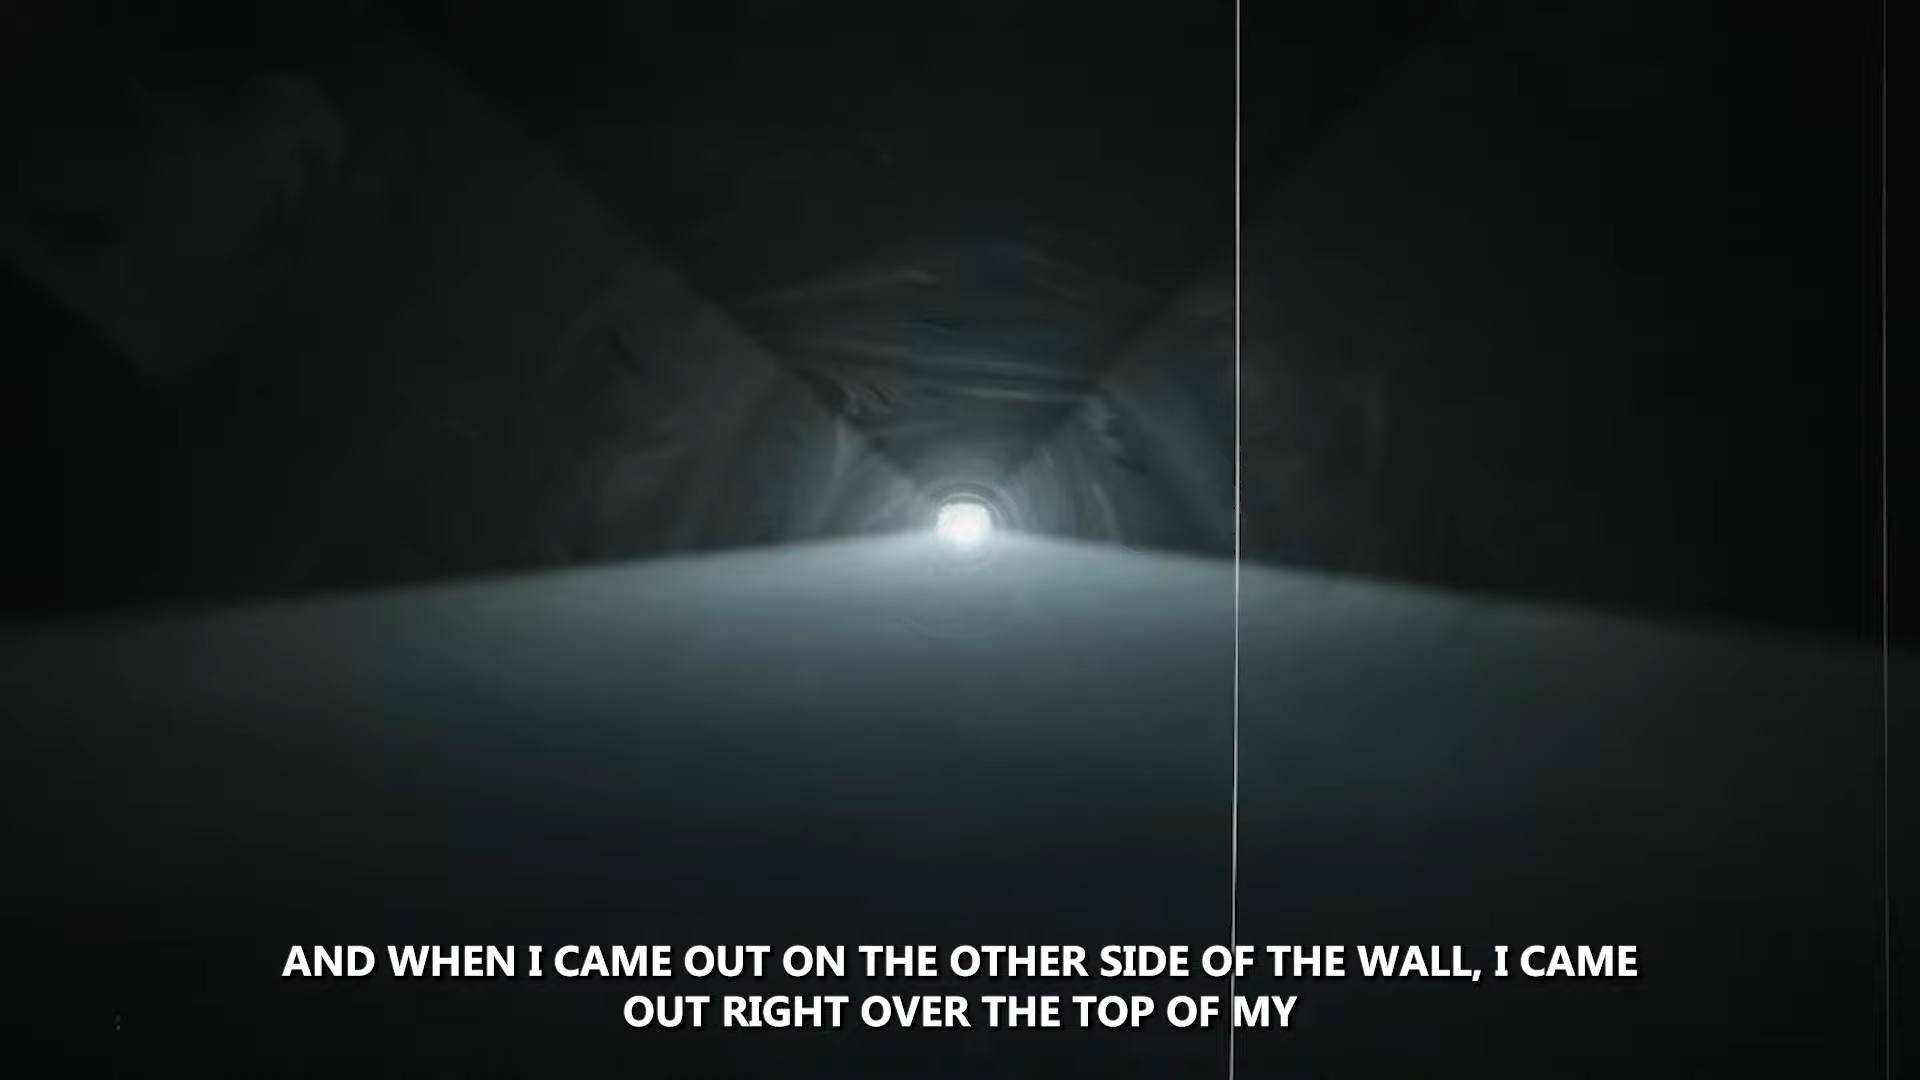 AND WHEN I CAME OUT ON THE OTHER SIDE OF THE WALL, I CAME
OUT RIGHT OVER THE TOP OF MY